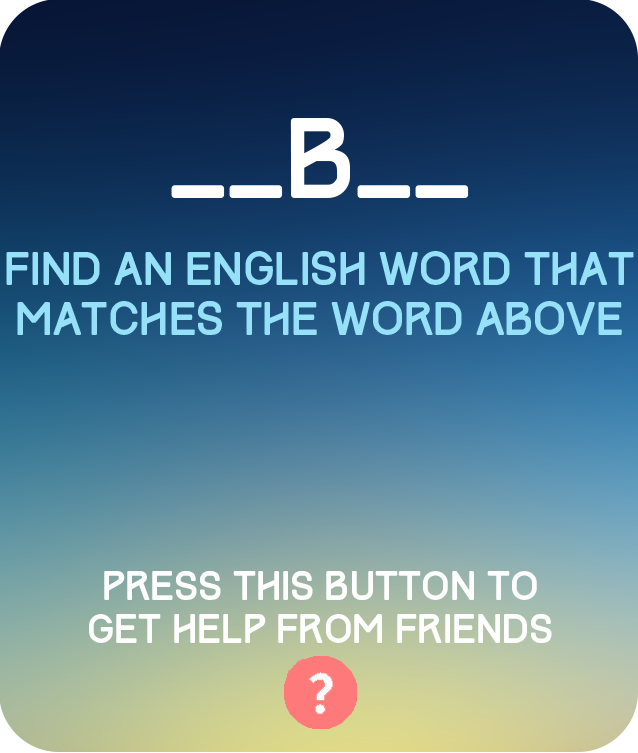 __B__
FIND AN ENGLISH WORD THAT
MATCHES THE WORD ABOVE
PRESS THIS BUTTON TO
GET HELP FROM FRIENDS
?